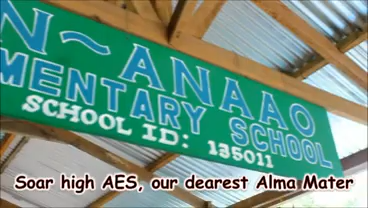 N~ANAAO
MENTARY SCHOOL
SCHOOL ID: 135011
Soar high AES, our dearest Alma Mater